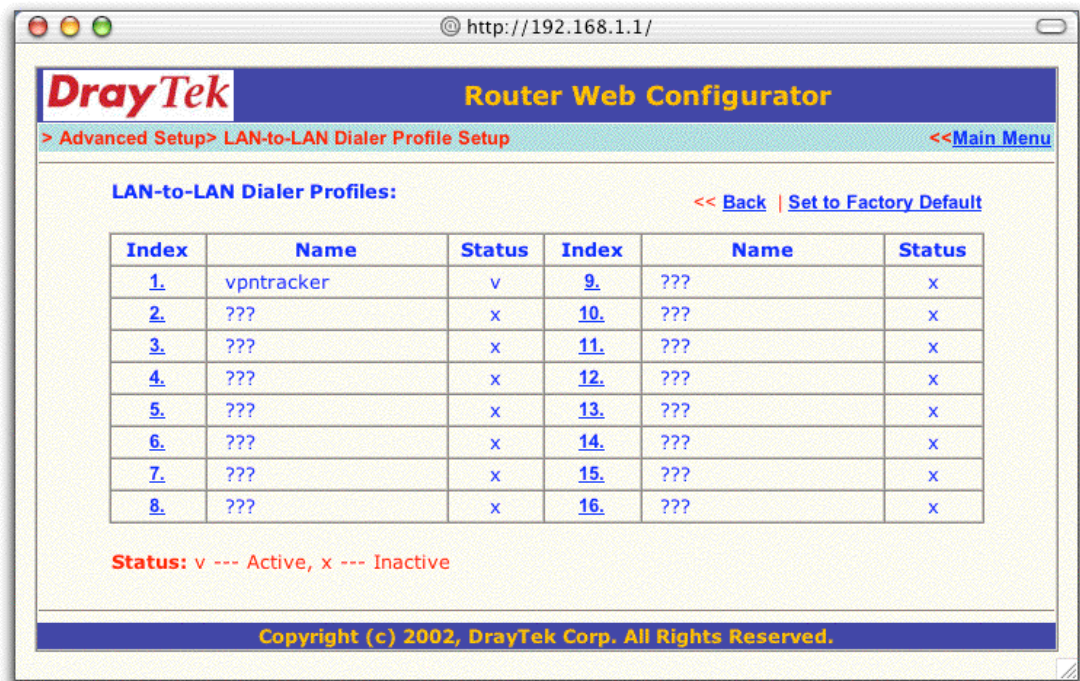 @ http://192.168.1.1/
DrayTek
Router Web Configurator
> Advanced Setup> LAN-to-LAN Dialer Profile Setup <<Main Menu
LAN-to-LAN Dialer Profiles:
<< Back | Set to Factory Default
Index Name Status Index Name Status
1. vpntracker v 9. ??? x
2. ??? x 10. ??? x
3. ??? x 11. ??? x
4. ??? x 12. ??? x
5. ??? x 13. ??? x
6. ??? x 14. ??? x
7. ??? x 15. ??? x
8. ??? x 16. ??? x
Status: v --- Active, x --- Inactive
Copyright (c) 2002, DrayTek Corp. All Rights Reserved.